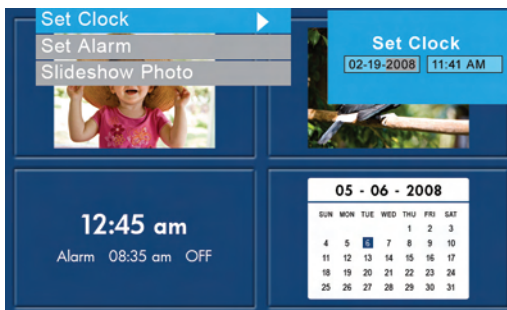 Set Clock
Set Alarm
Slideshow Photo
Set Clock
02-19-2008 11:41 AM
12:45 am
Alarm 08:35 am OFF
05 - 06 - 2008
SUN MON TUE WED THU FRI SAT
1 2 3
4 5 6 7 8 9 10
11 12 13 14 15 16 17
18 19 20 21 22 23 24
25 26 27 28 29 30 31